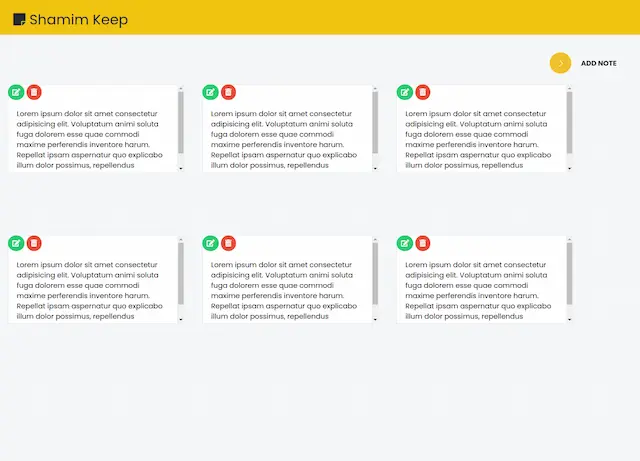 Shamim Keep
ADD NOTE
Lorem ipsum dolor sit amet consectetur
adipisicing elit. Voluptatum animi soluta
fuga dolorem esse quae commodi
maxime perferendis inventore harum.
Repellat ipsam aspernatur quo explicabo
illum dolor possimus, repellendus
Lorem ipsum dolor sit amet consectetur
adipisicing elit. Voluptatum animi soluta
fuga dolorem esse quae commodi
maxime perferendis inventore harum.
Repellat ipsam aspernatur quo explicabo
illum dolor possimus, repellendus
Lorem ipsum dolor sit amet consectetur
adipisicing elit. Voluptatum animi soluta
fuga dolorem esse quae commodi
maxime perferendis inventore harum.
Repellat ipsam aspernatur quo explicabo
illum dolor possimus, repellendus
Lorem ipsum dolor sit amet consectetur
adipisicing elit. Voluptatum animi soluta
fuga dolorem esse quae commodi
maxime perferendis inventore harum.
Repellat ipsam aspernatur quo explicabo
illum dolor possimus, repellendus
Lorem ipsum dolor sit amet consectetur
adipisicing elit. Voluptatum animi soluta
fuga dolorem esse quae commodi
maxime perferendis inventore harum.
Repellat ipsam aspernatur quo explicabo
illum dolor possimus, repellendus
Lorem ipsum dolor sit amet consectetur
adipisicing elit. Voluptatum animi soluta
fuga dolorem esse quae commodi
maxime perferendis inventore harum.
Repellat ipsam aspernatur quo explicabo
illum dolor possimus, repellendus